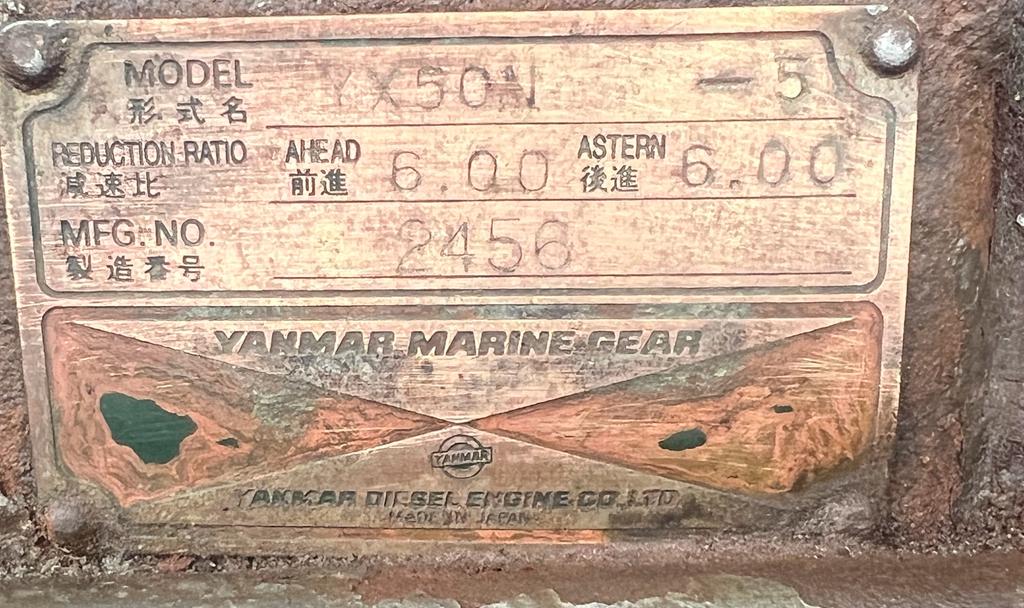 MODEL YX50N -5
形式名
REDUCTION RATIO AHEAD 6.00 ASTERN 6.00
減速比 前進 後進
MFG. NO. 2456
製造番号
YANMAR MARINE GEAR
YANMAR
YANMAR DIESEL ENGINE CO., LTD.
MADE IN JAPAN